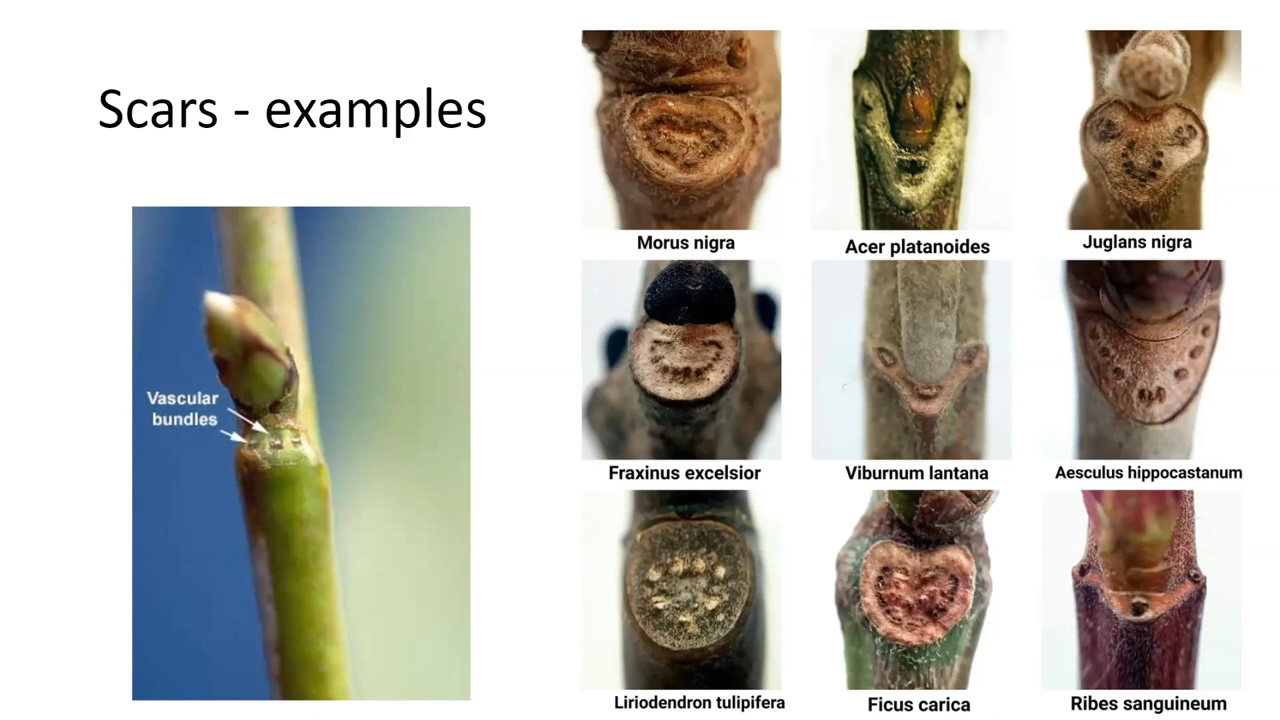 Scars - examples
Vascular
bundles
Morus nigra
Acer platanoides
Juglans nigra
Fraxinus excelsior
Viburnum lantana
Aesculus hippocastanum
Liriodendron tulipifera
Ficus carica
Ribes sanguineum